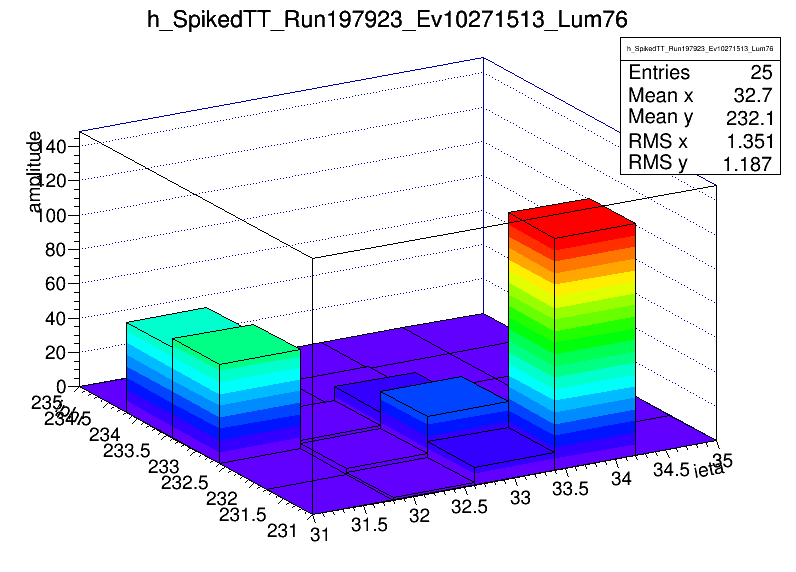 h_SpikedTT_Run197923_Ev10271513_Lum76
h_SpikedTT_Run197923_Ev10271513_Lum76
Entries 25
Mean x 32.7
Mean y 232.1
RMS x 1.351
RMS y 1.187
amplitude
140
120
100
80
60
40
20
0
235
234.5
234
233.5
233
232.5
232
231.5
231
31
31.5
32
32.5
33
33.5
34
34.5
35
ieta